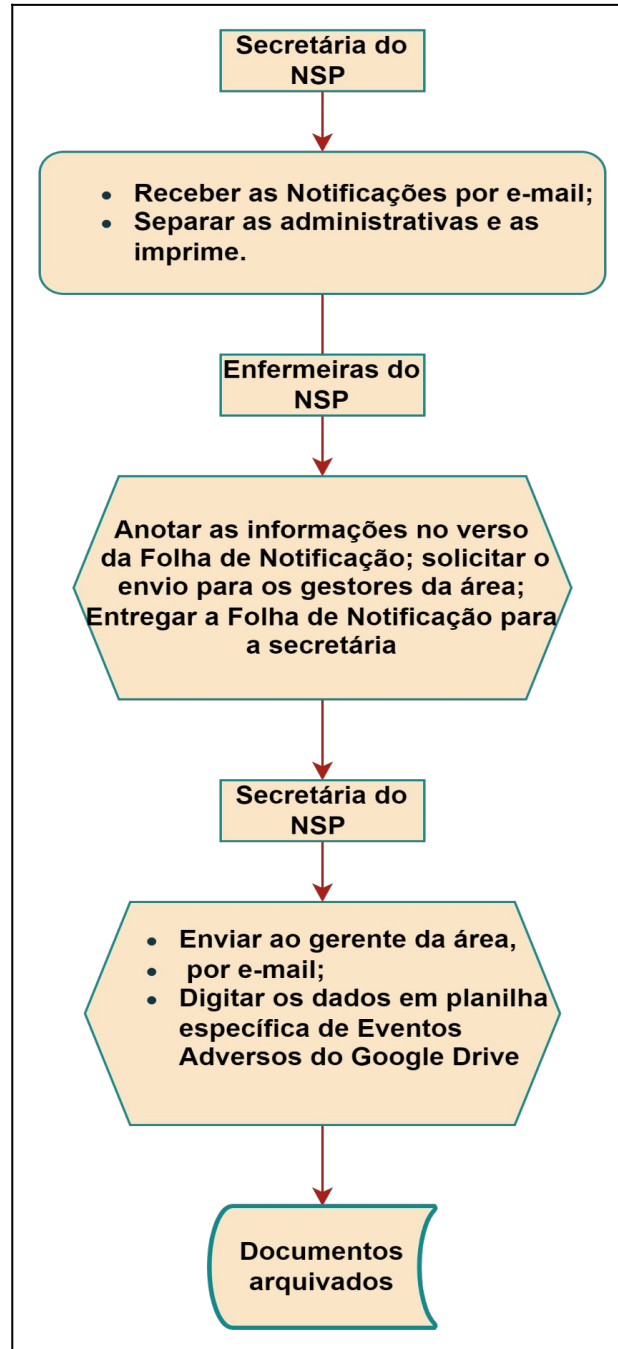 Secretária do
NSP
• Receber as Notificações por e-mail;
• Separar as administrativas e as
imprime.
Enfermeiras do
NSP
Anotar as informações no verso
da Folha de Notificação; solicitar o
envio para os gestores da área;
Entregar a Folha de Notificação para
a secretária
Secretária do
NSP
• Enviar ao gerente da área,
• por e-mail;
• Digitar os dados em planilha
específica de Eventos
Adversos do Google Drive
Documentos
arquivados